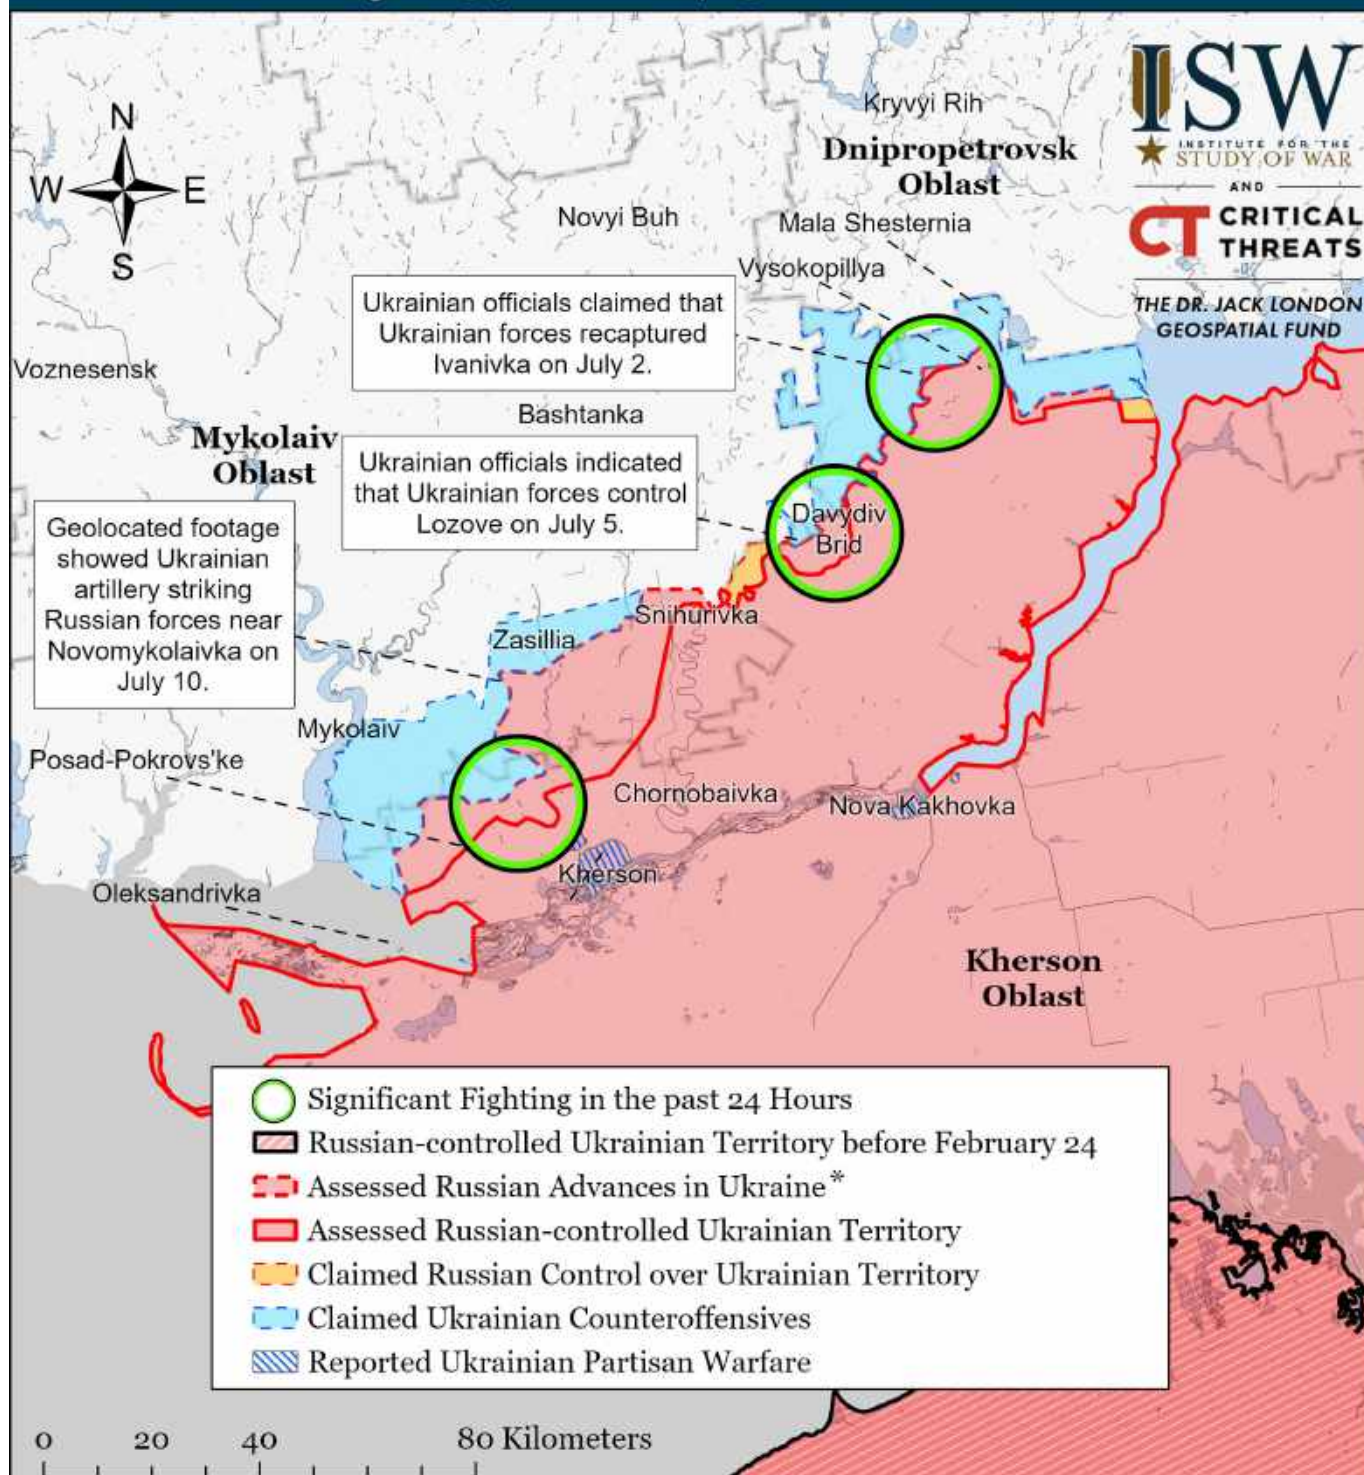 N
W E
S
ISW
INSTITUTE FOR THE
STUDY OF WAR
AND
CT CRITICAL
THREATS
THE DR. JACK LONDON
GEOSPATIAL FUND
Kryvyi Rih
Dnipropetrovsk
Oblast
Novyi Buh
Mala Shesternia
Vysokopillya
Ukrainian officials claimed that
Ukrainian forces recaptured
Ivanivka on July 2.
Voznesensk
Bashtanka
Mykolaiv
Oblast
Ukrainian officials indicated
that Ukrainian forces control
Lozove on July 5.
Davydiv
Brid
Geolocated footage
showed Ukrainian
artillery striking
Russian forces near
Novomykolaivka on
July 10.
Snihurivka
Zasillia
Mykolaiv
Posad-Pokrovs'ke
Chornobaivka
Nova Kakhovka
Kherson
Oleksandrivka
Kherson
Oblast
Significant Fighting in the past 24 Hours
Russian-controlled Ukrainian Territory before February 24
Assessed Russian Advances in Ukraine*
Assessed Russian-controlled Ukrainian Territory
Claimed Russian Control over Ukrainian Territory
Claimed Ukrainian Counteroffensives
Reported Ukrainian Partisan Warfare
0 20 40 80 Kilometers